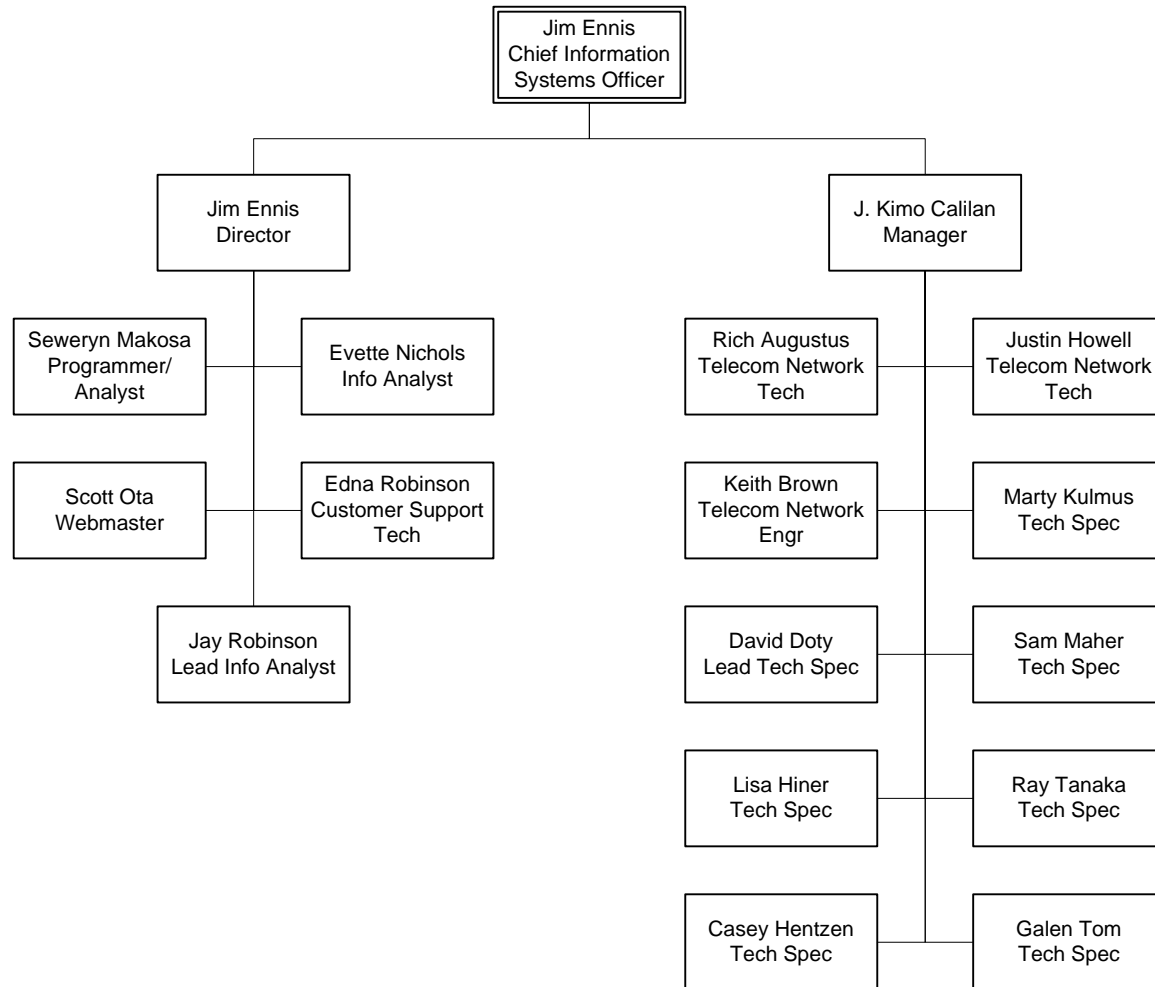 Jim Ennis
Chief Information
Systems Officer
Jim Ennis
Director
J. Kimo Calilan
Manager
Seweryn Makosa
Programmer/
Analyst
Evette Nichols
Info Analyst
Rich Augustus
Telecom Network
Tech
Justin Howell
Telecom Network
Tech
Scott Ota
Webmaster
Edna Robinson
Customer Support
Tech
Keith Brown
Telecom Network
Engr
Marty Kulmus
Tech Spec
Jay Robinson
Lead Info Analyst
David Doty
Lead Tech Spec
Sam Maher
Tech Spec
Lisa Hiner
Tech Spec
Ray Tanaka
Tech Spec
Casey Hentzen
Tech Spec
Galen Tom
Tech Spec